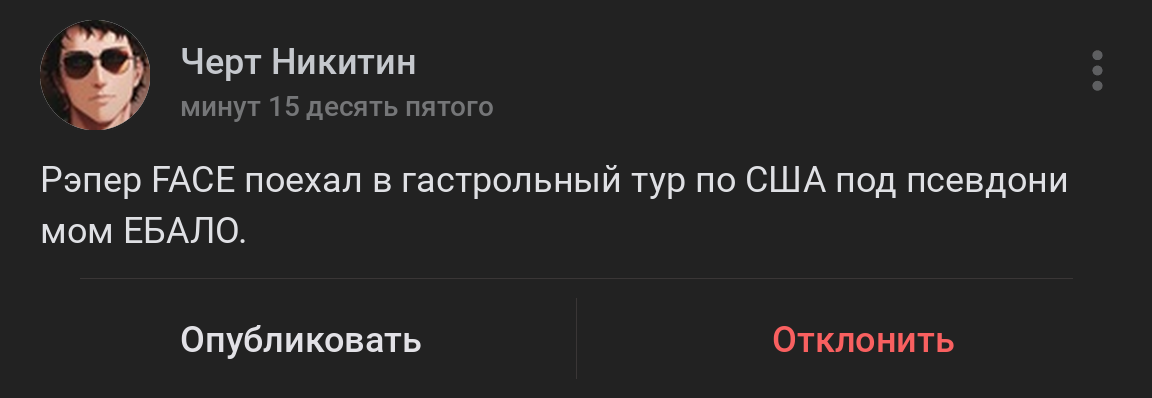 Черт Никитин
минут 15 десять пятого
Рэпер FACE поехал в гастрольный тур по США под псевдони
мом ЕБАЛО.
Опубликовать
Отклонить